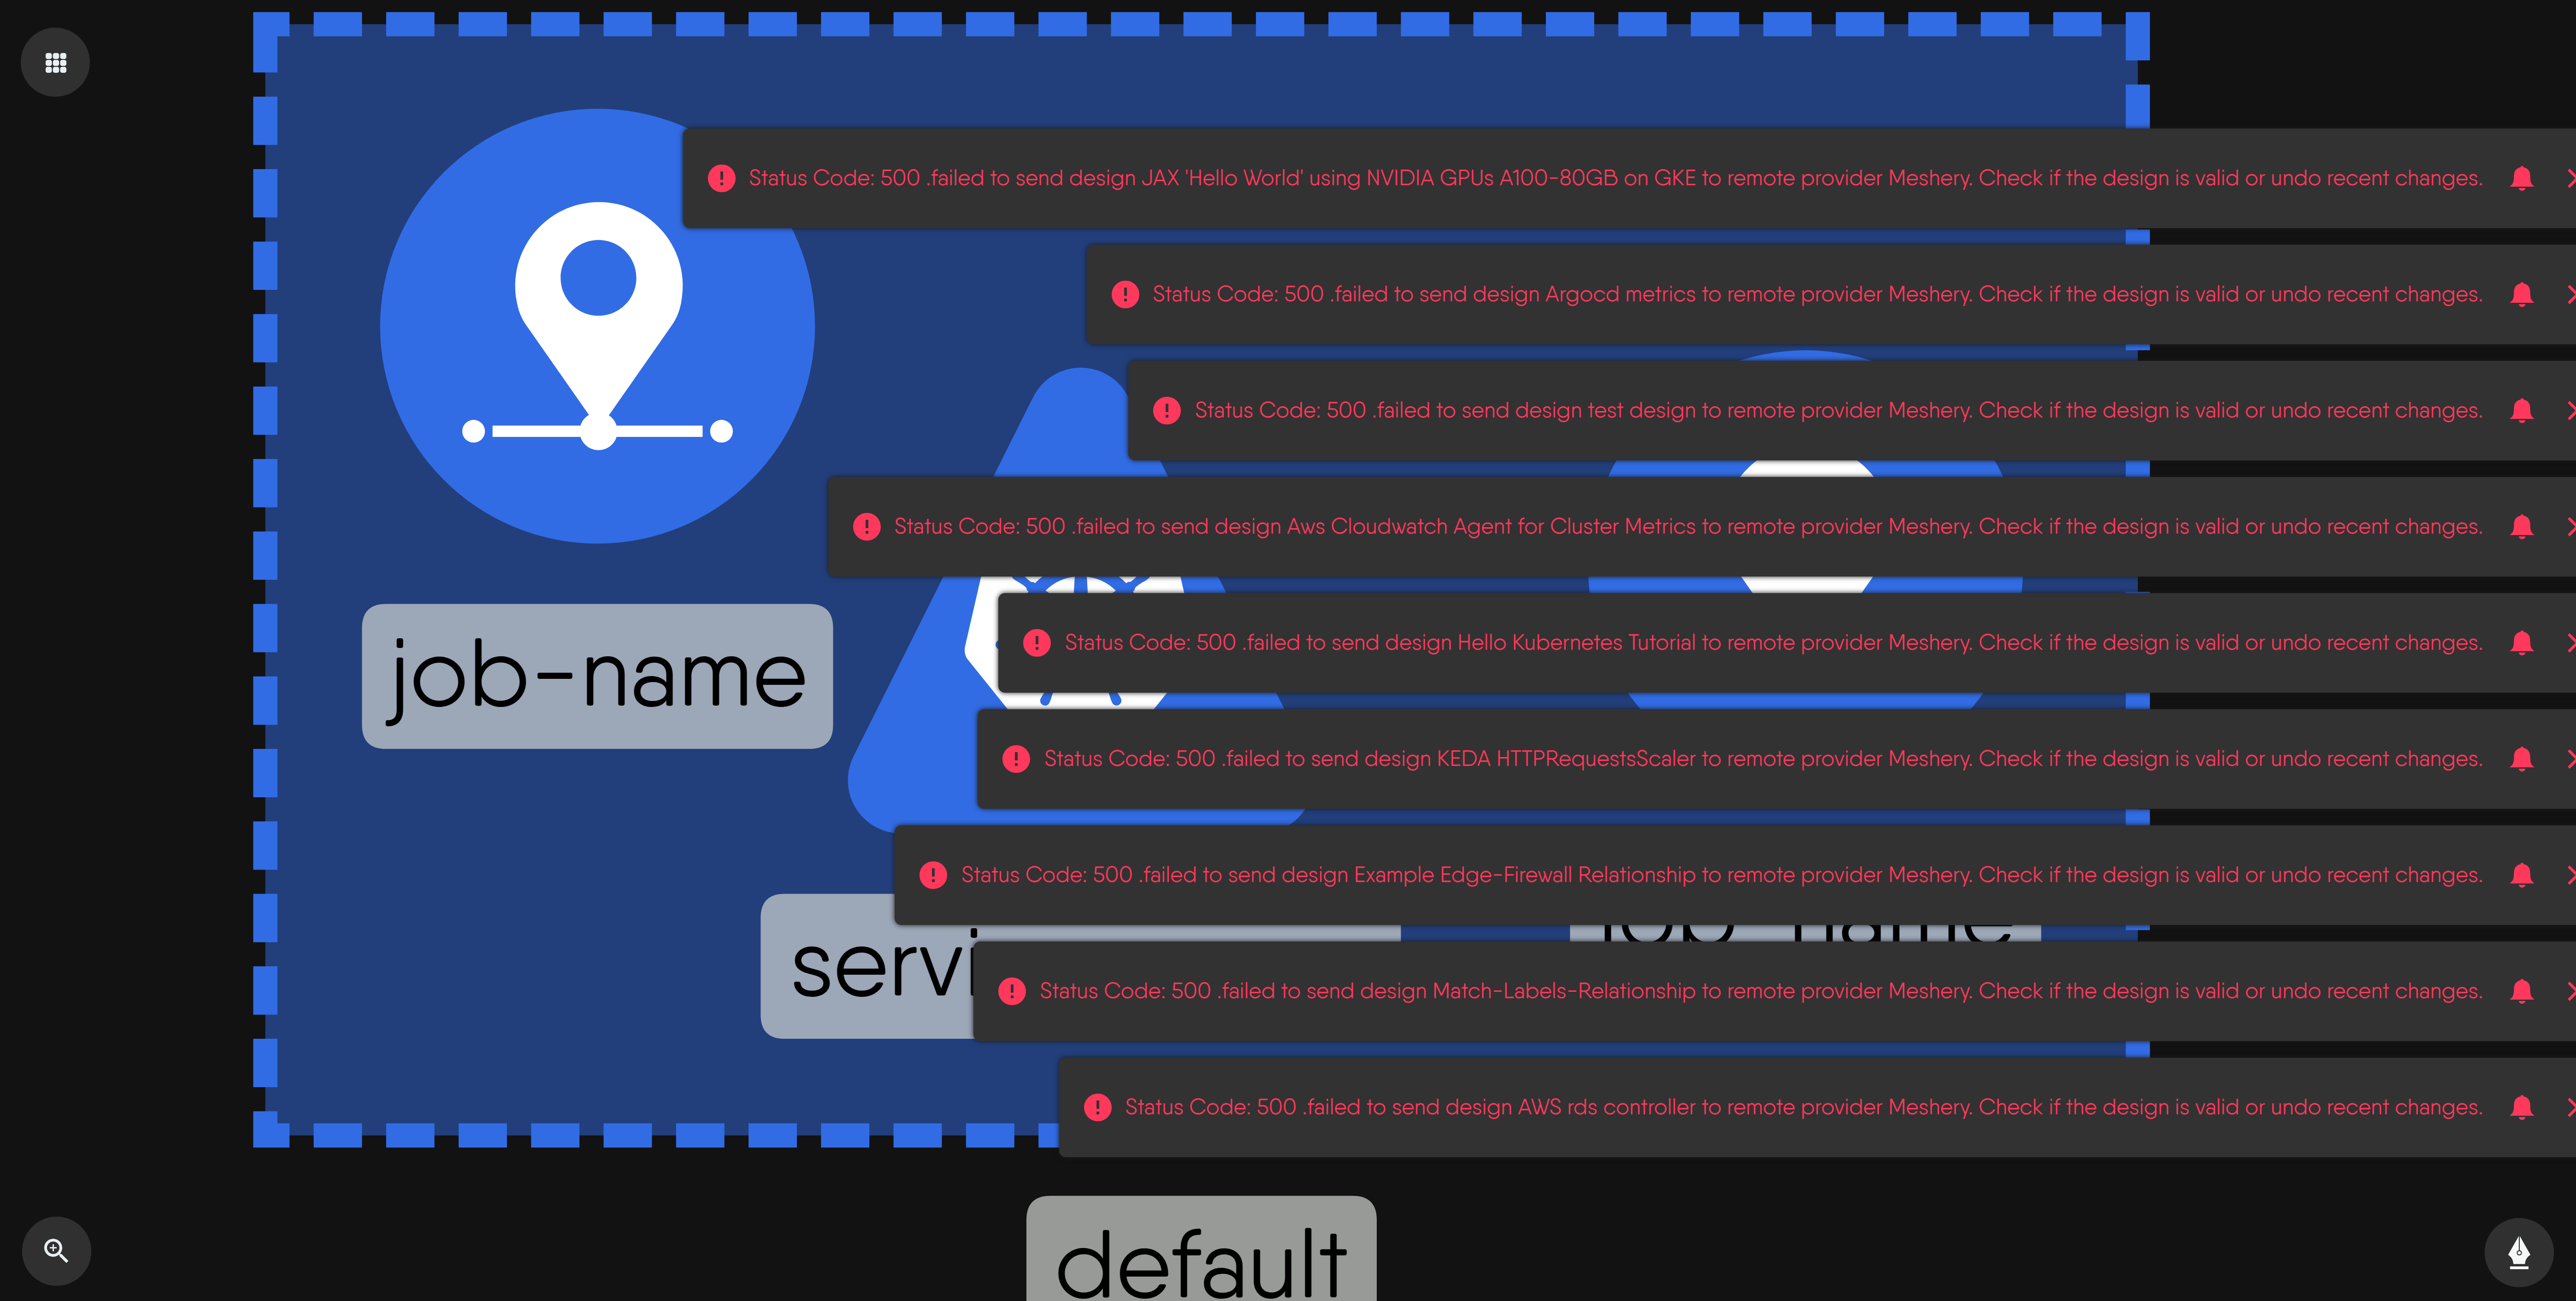 Status Code: 500 .failed to send design JAX 'Hello World' using NVIDIA GPUs A100-80GB on GKE to remote provider Meshery. Check if the design is valid or undo recent changes.
Status Code: 500 .failed to send design Argocd metrics to remote provider Meshery. Check if the design is valid or undo recent changes.
Status Code: 500 .failed to send design test design to remote provider Meshery. Check if the design is valid or undo recent changes.
Status Code: 500 .failed to send design Aws Cloudwatch Agent for Cluster Metrics to remote provider Meshery. Check if the design is valid or undo recent changes.
Status Code: 500 .failed to send design Hello Kubernetes Tutorial to remote provider Meshery. Check if the design is valid or undo recent changes.
job-name
Status Code: 500 .failed to send design KEDA HTTPRequestsScaler to remote provider Meshery. Check if the design is valid or undo recent changes.
Status Code: 500 .failed to send design Example Edge-Firewall Relationship to remote provider Meshery. Check if the design is valid or undo recent changes.
job-name
servi
Status Code: 500 .failed to send design Match-Labels-Relationship to remote provider Meshery. Check if the design is valid or undo recent changes.
Status Code: 500 .failed to send design AWS rds controller to remote provider Meshery. Check if the design is valid or undo recent changes.
default